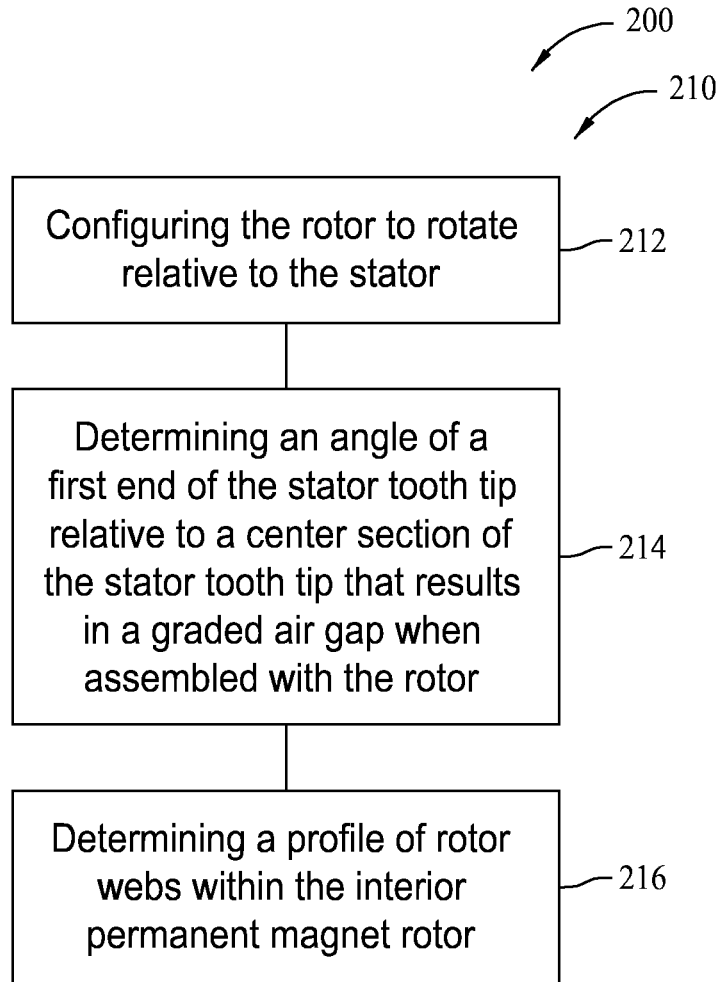 200
210
Configuring the rotor to rotate
relative to the stator
212
Determining an angle of a
first end of the stator tooth tip
relative to a center section of
the stator tooth tip that results
in a graded air gap when
assembled with the rotor
214
Determining a profile of rotor
webs within the interior
permanent magnet rotor
216